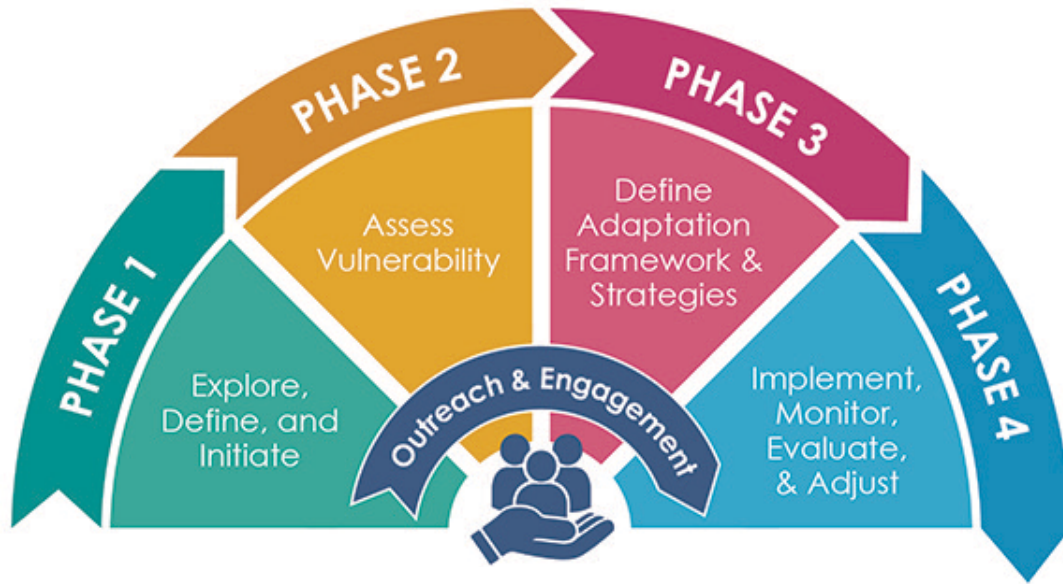 PHASE 1
Explore,
Define, and
Initiate
PHASE 2
Assess
Vulnerability
PHASE 3
Define
Adaptation
Framework &
Strategies
PHASE 4
Implement,
Monitor,
Evaluate,
& Adjust
Outreach & Engagement